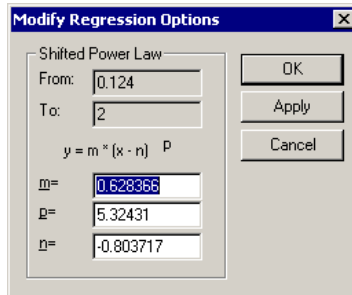 Modify Regression Options
Shifted Power Law
From: 0.124
To: 2
y = m * (x - n) p
m= 0.628366
p= 5.32431
n= -0.803717
OK
Apply
Cancel